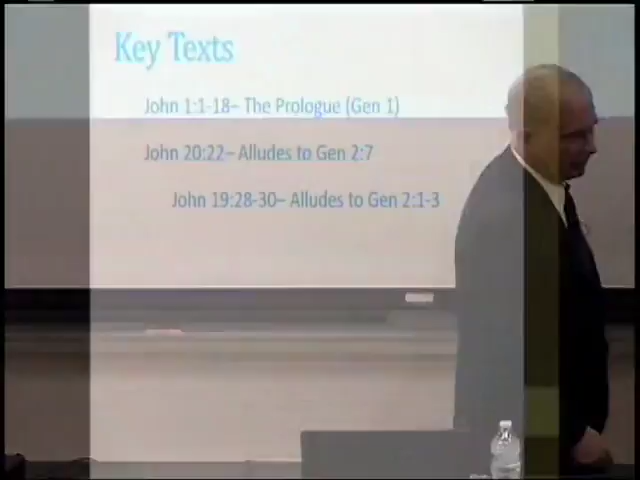 Key Texts
John 1:1-18– The Prologue (Gen 1)
John 20:22– Alludes to Gen 2:7
John 19:28-30– Alludes to Gen 2:1-3